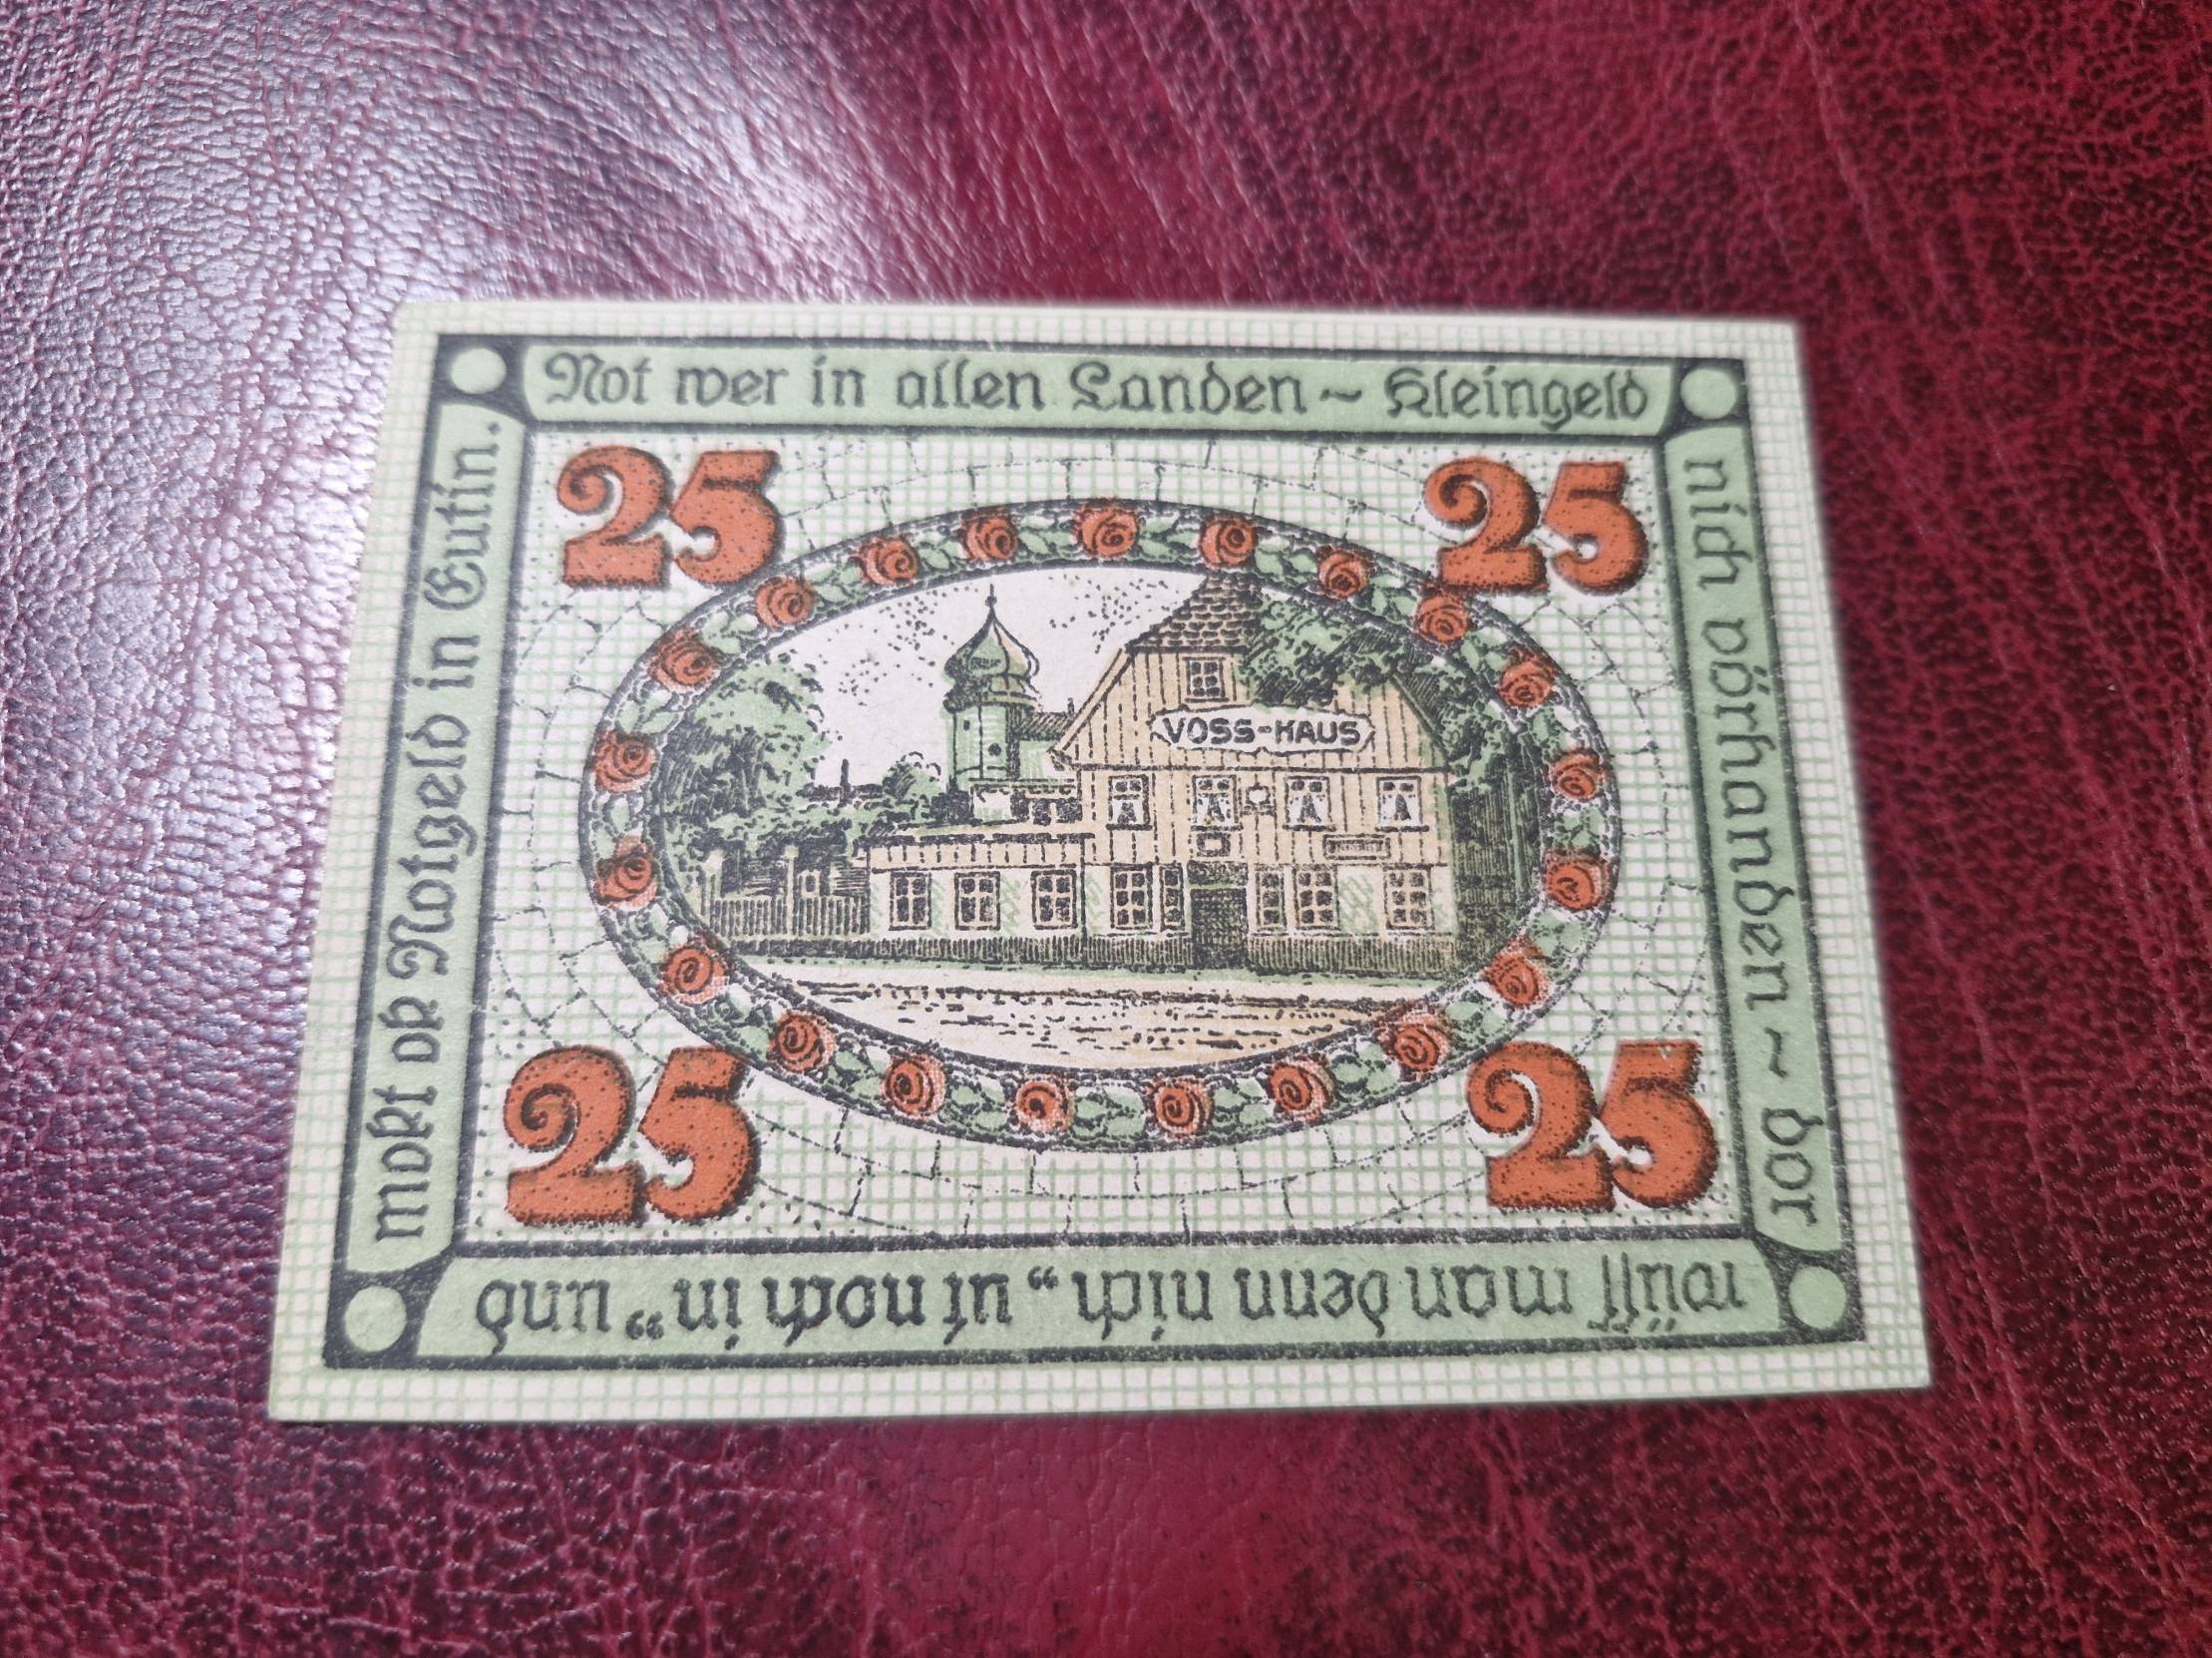 Not wer in allen Landen ~ Kleingeld
nich vörhanden ~ dor
wüss man denn nich „ut noch in“ und
makt ok Notgeld in Eutin.
25
25
VOSS-HAUS
25
25